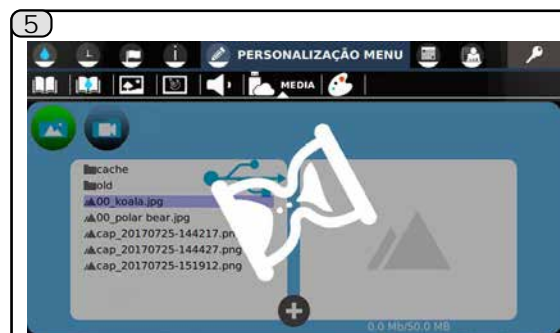 5
PERSONALIZAÇÃO MENU
MEDIA
cache
old
00_koala.jpg
00_polar bear.jpg
cap_20170725-144217.pn
cap_20170725-144427.png
cap_20170725-151912.png
0.0 Mb/50.0 MB